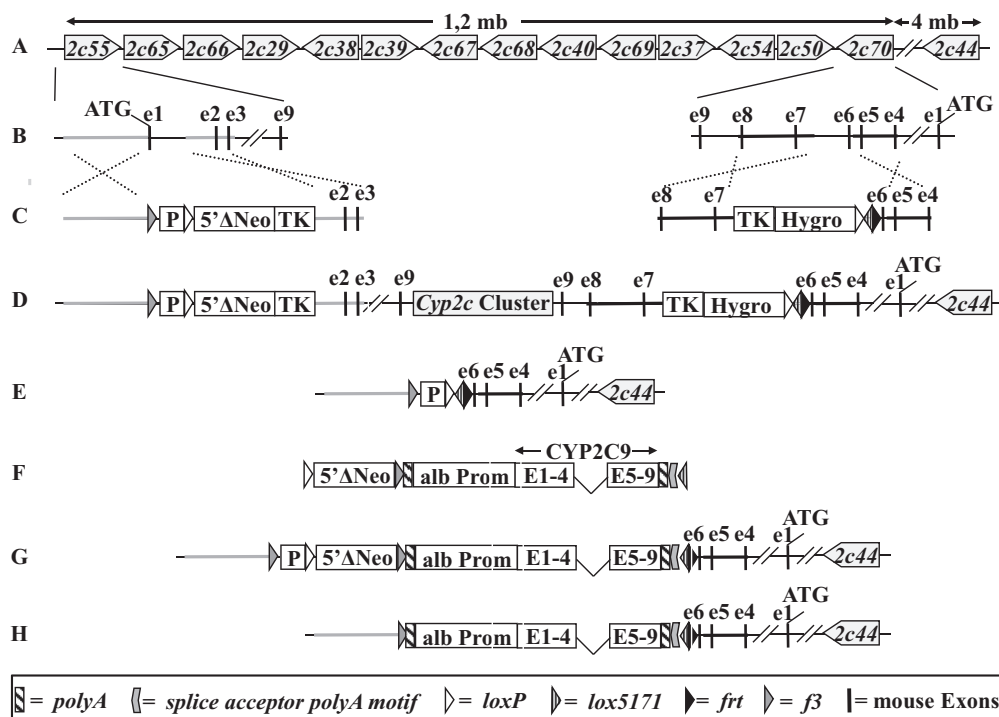 1,2 mb 4 mb
A 2c55 2c65 2c66 2c29 2c38 2c39 2c67 2c68 2c40 2c69 2c37 2c54 2c50 2c70 2c44
ATG e1 e2 e3 e9 e9 e8 e7 e6 e5 e4 e1 ATG
B
e2 e3 e8 e7 e6 e5 e4
C P 5'ΔNeo TK TK Hygro
e2 e3 e9 e9 e8 e7 e6 e5 e4 e1 ATG
D P 5'ΔNeo TK Cyp2c Cluster TK Hygro 2c44
e6 e5 e4 e1 ATG
E P 2c44
CYP2C9
F 5'ΔNeo alb Prom E1-4 E5-9
e6 e5 e4 e1 ATG
G P 5'ΔNeo alb Prom E1-4 E5-9 2c44
e6 e5 e4 e1 ATG
H alb Prom E1-4 E5-9 2c44
= polyA = splice acceptor polyA motif = loxP = lox5171 = frt = f3 = mouse Exons